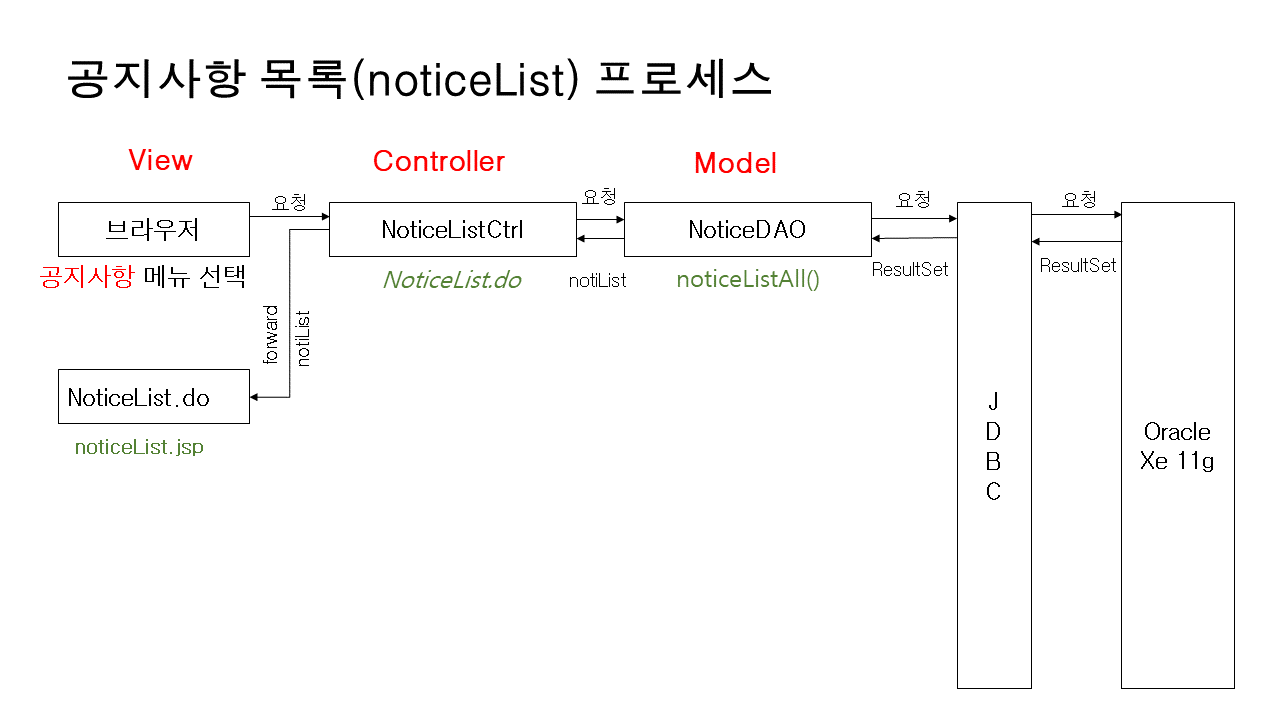 공지사항 목록(noticeList) 프로세스
View
Controller
Model
브라우저
공지사항 메뉴 선택
요청
NoticeListCtrl
NoticeList.do
요청
notiList
NoticeDAO
noticeListAll()
요청
ResultSet
J
D
B
C
요청
ResultSet
Oracle
Xe 11g
forward
notiList
NoticeList.do
noticeList.jsp